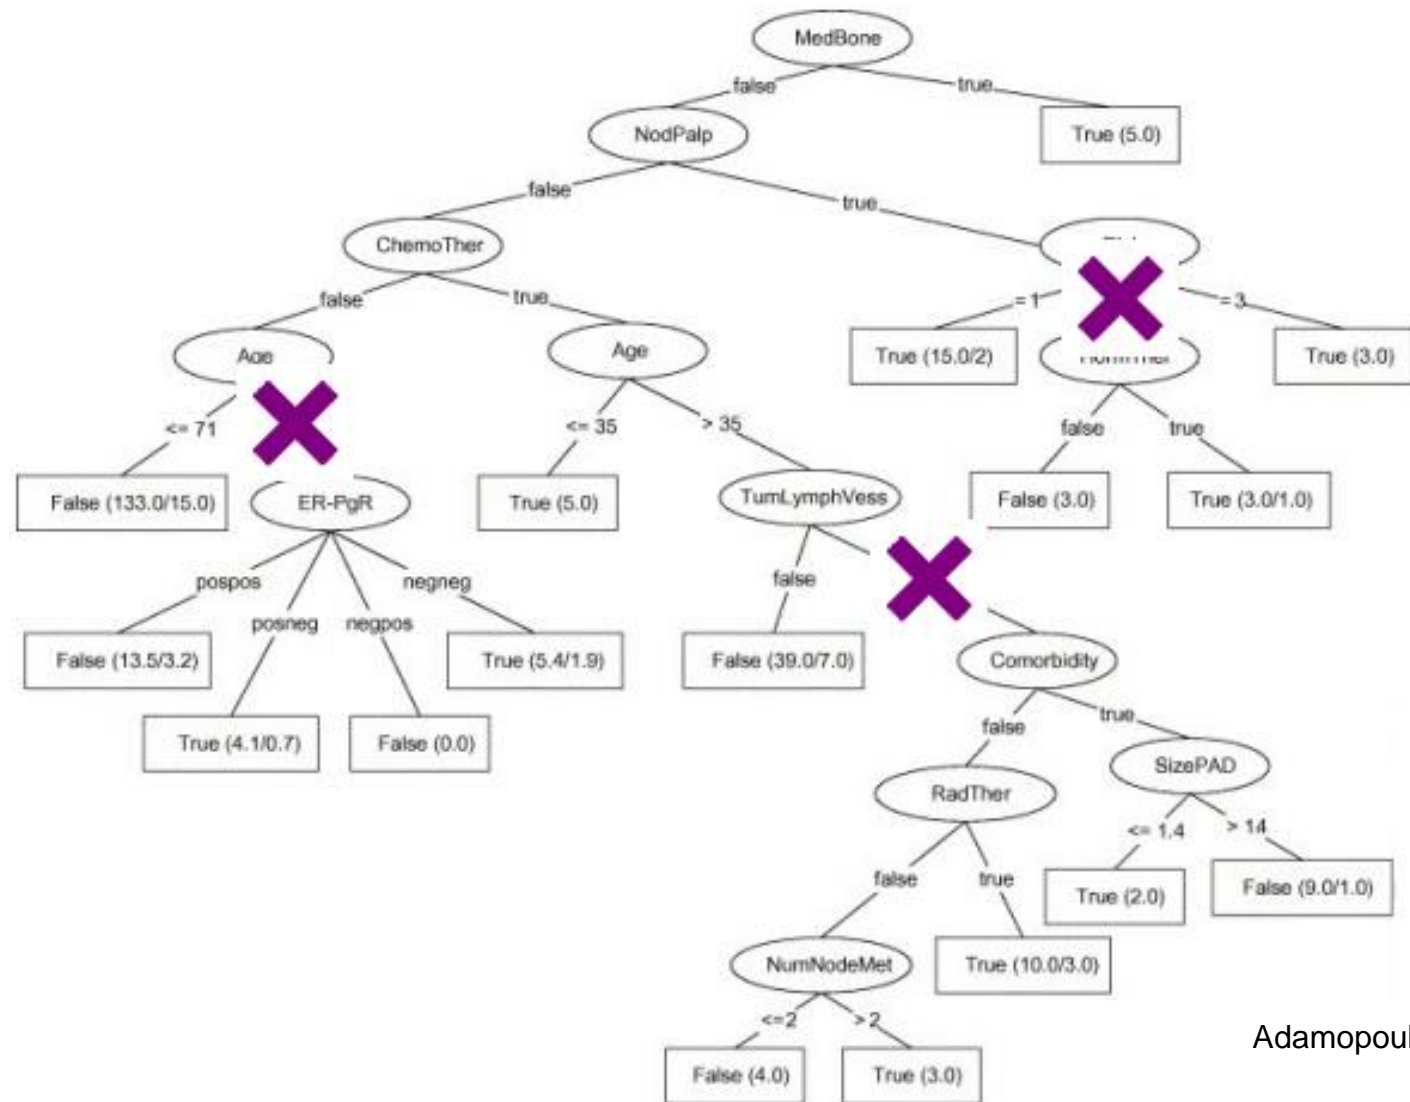 MedBone
false
true
NodPalp
True (5.0)
false
true
ChemoTher
false
true
= 1
= 3
Age
Age
True (15.0/2)
True (3.0)
<= 71
<= 35
> 35
false
true
False (133.0/15.0)
ER-PgR
True (5.0)
TumLymphVess
False (3.0)
True (3.0/1.0)
pospos
posneg
negpos
negneg
false
False (13.5/3.2)
True (5.4/1.9)
False (39.0/7.0)
Comorbidity
True (4.1/0.7)
False (0.0)
false
true
RadTher
SizePAD
<= 1.4
> 14
false
true
True (2.0)
False (9.0/1.0)
NumNodeMet
True (10.0/3.0)
<=2
> 2
False (4.0)
True (3.0)
Adamopoul